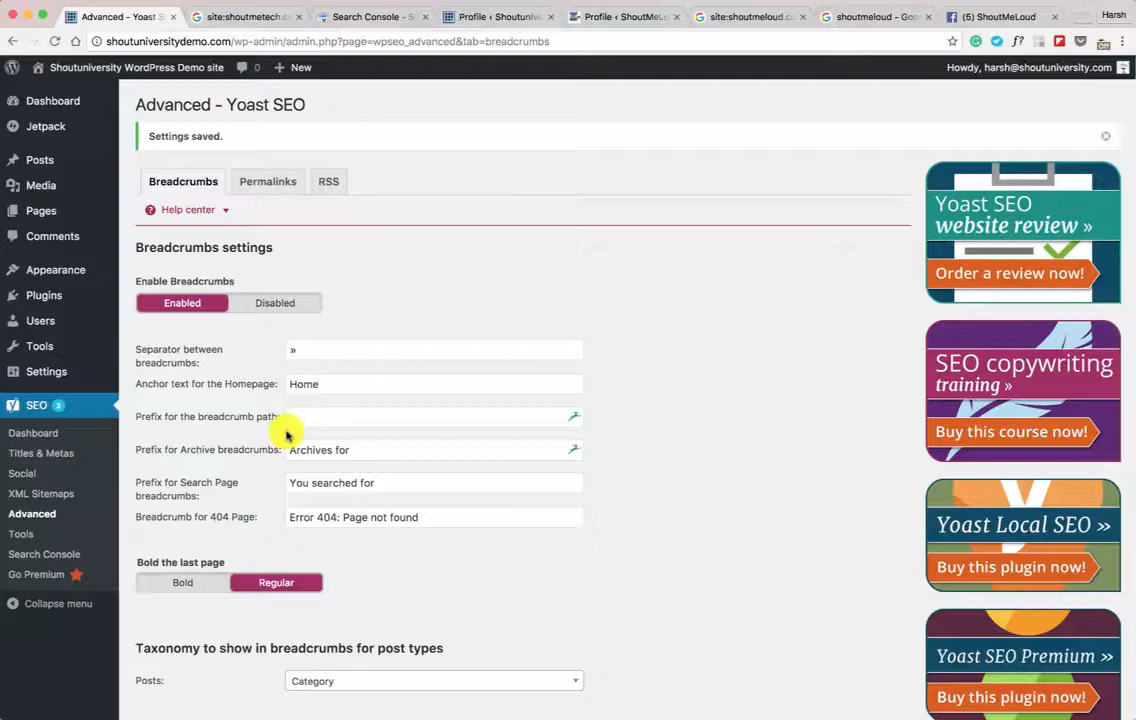 Advanced - Yoast S
site:shoutmetech.c
Search Console - S
Profile ‹ Shoutunive
Profile ‹ ShoutMeLo
site:shoutmeloud.c
shoutmeloud - Goo
(5) ShoutMeLoud
Harsh
shoutuniversitydemo.com/wp-admin/admin.php?page=wpseo_advanced&tab=breadcrumbs
f?
Off
Shoutuniversity WordPress Demo site
0
New
Howdy, harsh@shoutuniversity.com
Dashboard
Jetpack
Posts
Media
Pages
Comments
Appearance
Plugins
Users
Tools
Settings
SEO 3
Dashboard
Titles & Metas
Social
XML Sitemaps
Advanced
Tools
Search Console
Go Premium
Collapse menu
Advanced - Yoast SEO
Settings saved.
Breadcrumbs
Permalinks
RSS
Help center
Breadcrumbs settings
Enable Breadcrumbs
Enabled
Disabled
Separator between
breadcrumbs:
»
Anchor text for the Homepage:
Home
Prefix for the breadcrumb path:
Prefix for Archive breadcrumbs:
Archives for
Prefix for Search Page
breadcrumbs:
You searched for
Breadcrumb for 404 Page:
Error 404: Page not found
Bold the last page
Bold
Regular
Taxonomy to show in breadcrumbs for post types
Posts:
Category
Yoast SEO
website review »
Order a review now!
SEO copywriting
training »
Buy this course now!
Yoast Local SEO »
Buy this plugin now!
Yoast SEO Premium »
Buy this plugin now!